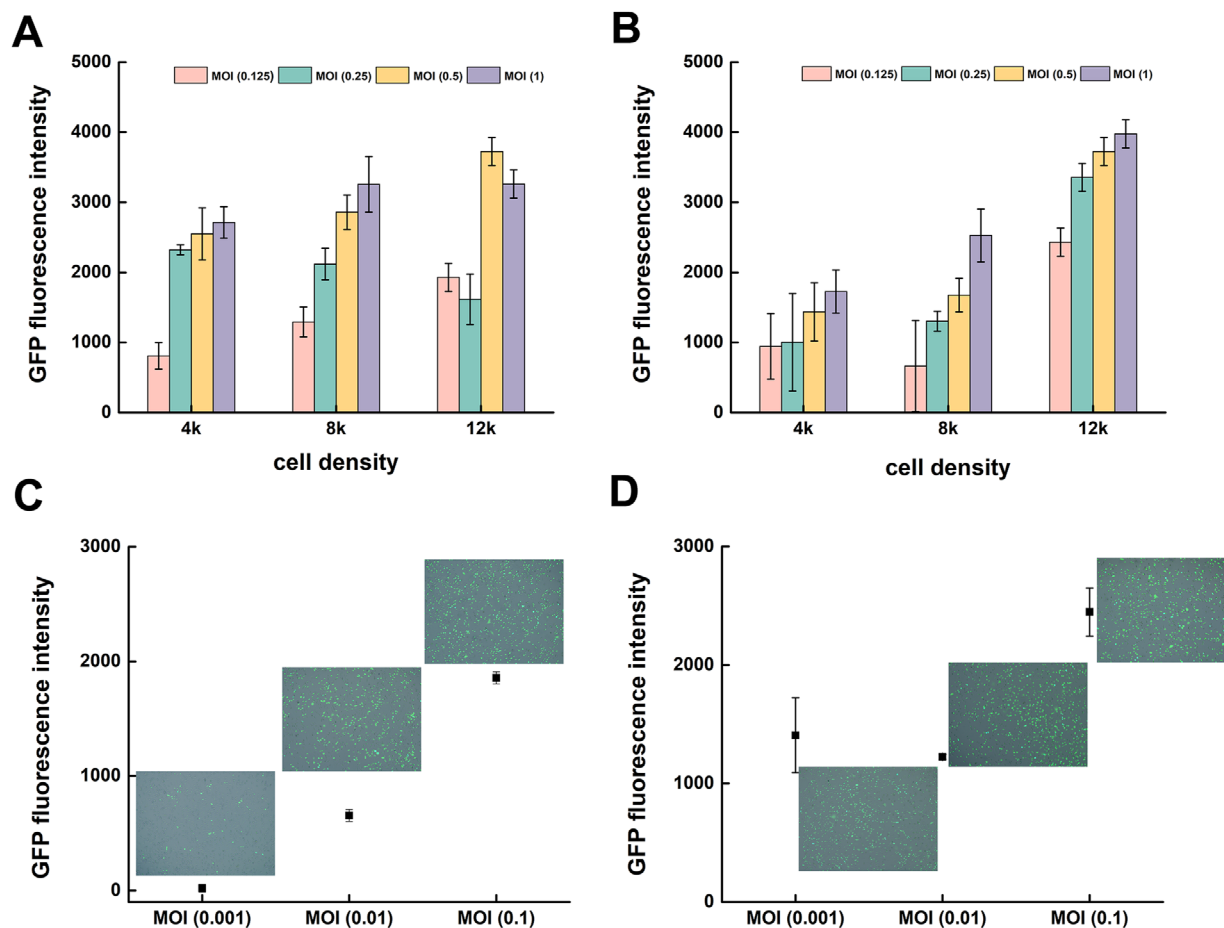 A
5000
4000
3000
2000
1000
0
GFP fluorescence intensity
MOI (0.125) MOI (0.25) MOI (0.5) MOI (1)
4k 8k 12k
cell density
B
5000
4000
3000
2000
1000
0
GFP fluorescence intensity
MOI (0.125) MOI (0.25) MOI (0.5) MOI (1)
4k 8k 12k
cell density
C
3000
2000
1000
0
GFP fluorescence intensity
MOI (0.001) MOI (0.01) MOI (0.1)
D
3000
2000
1000
0
GFP fluorescence intensity
MOI (0.001) MOI (0.01) MOI (0.1)